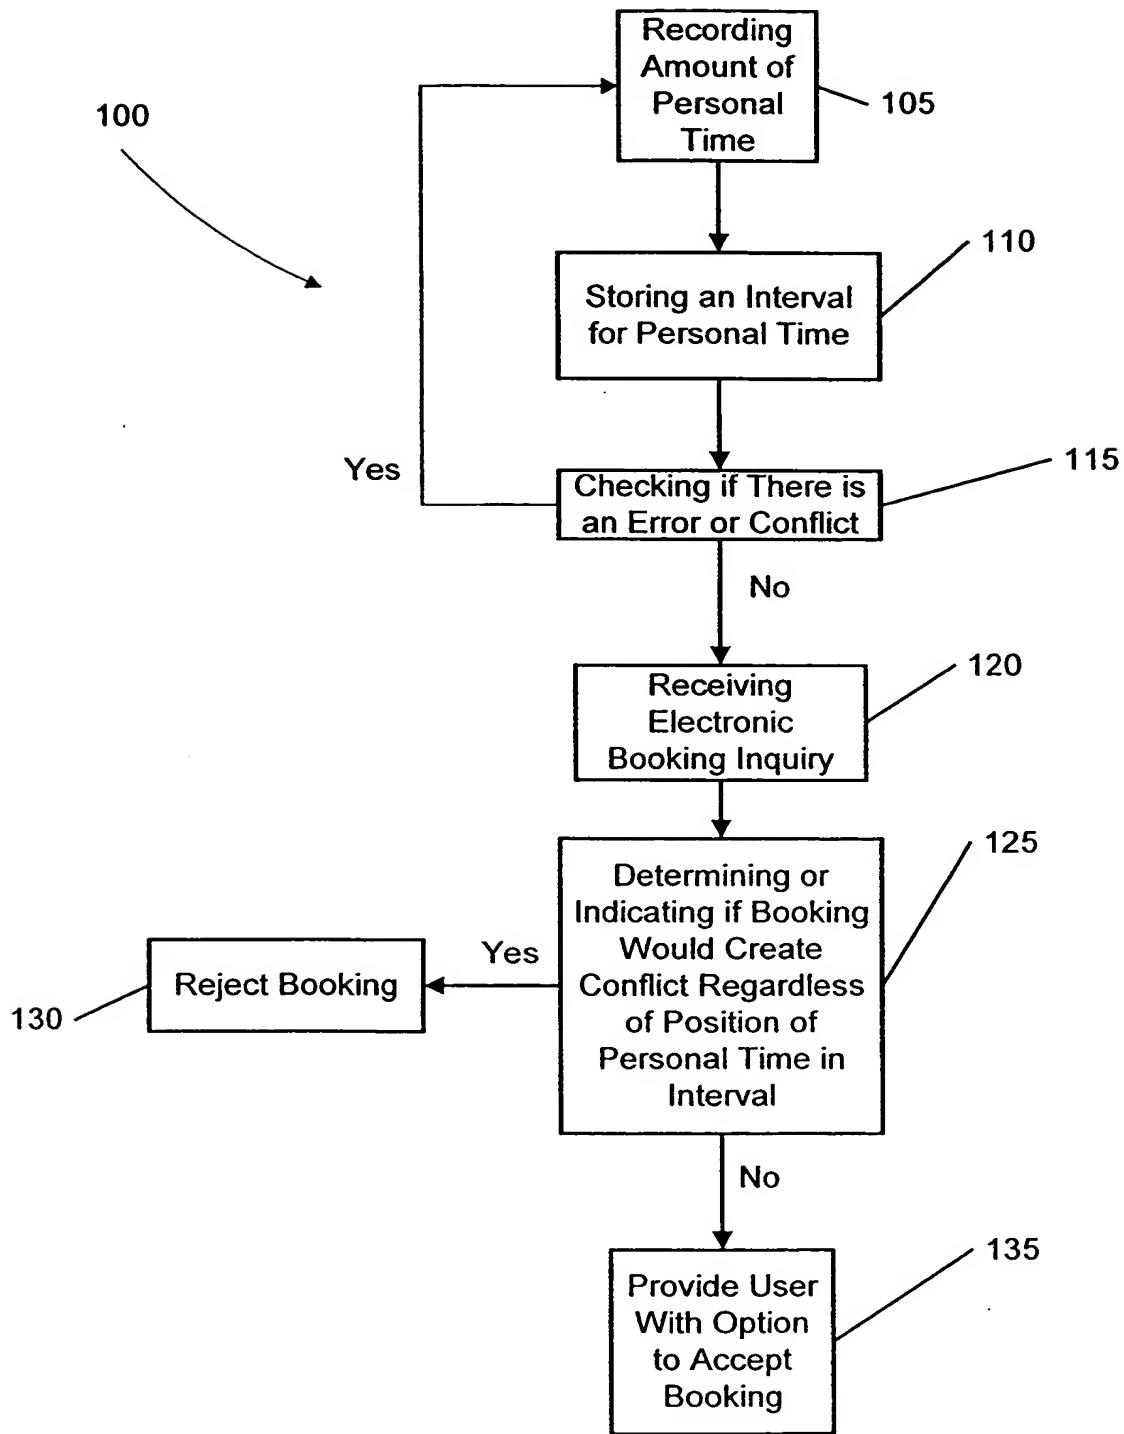 Recording
Amount of
Personal
Time
105
100
110
Storing an Interval
for Personal Time
115
Yes
Checking if There is
an Error or Conflict
No
120
Receiving
Electronic
Booking Inquiry
125
Determining or
Indicating if Booking
Would Create
Conflict Regardless
of Position of
Personal Time in
Interval
Yes
Reject Booking
130
No
135
Provide User
With Option
to Accept
Booking